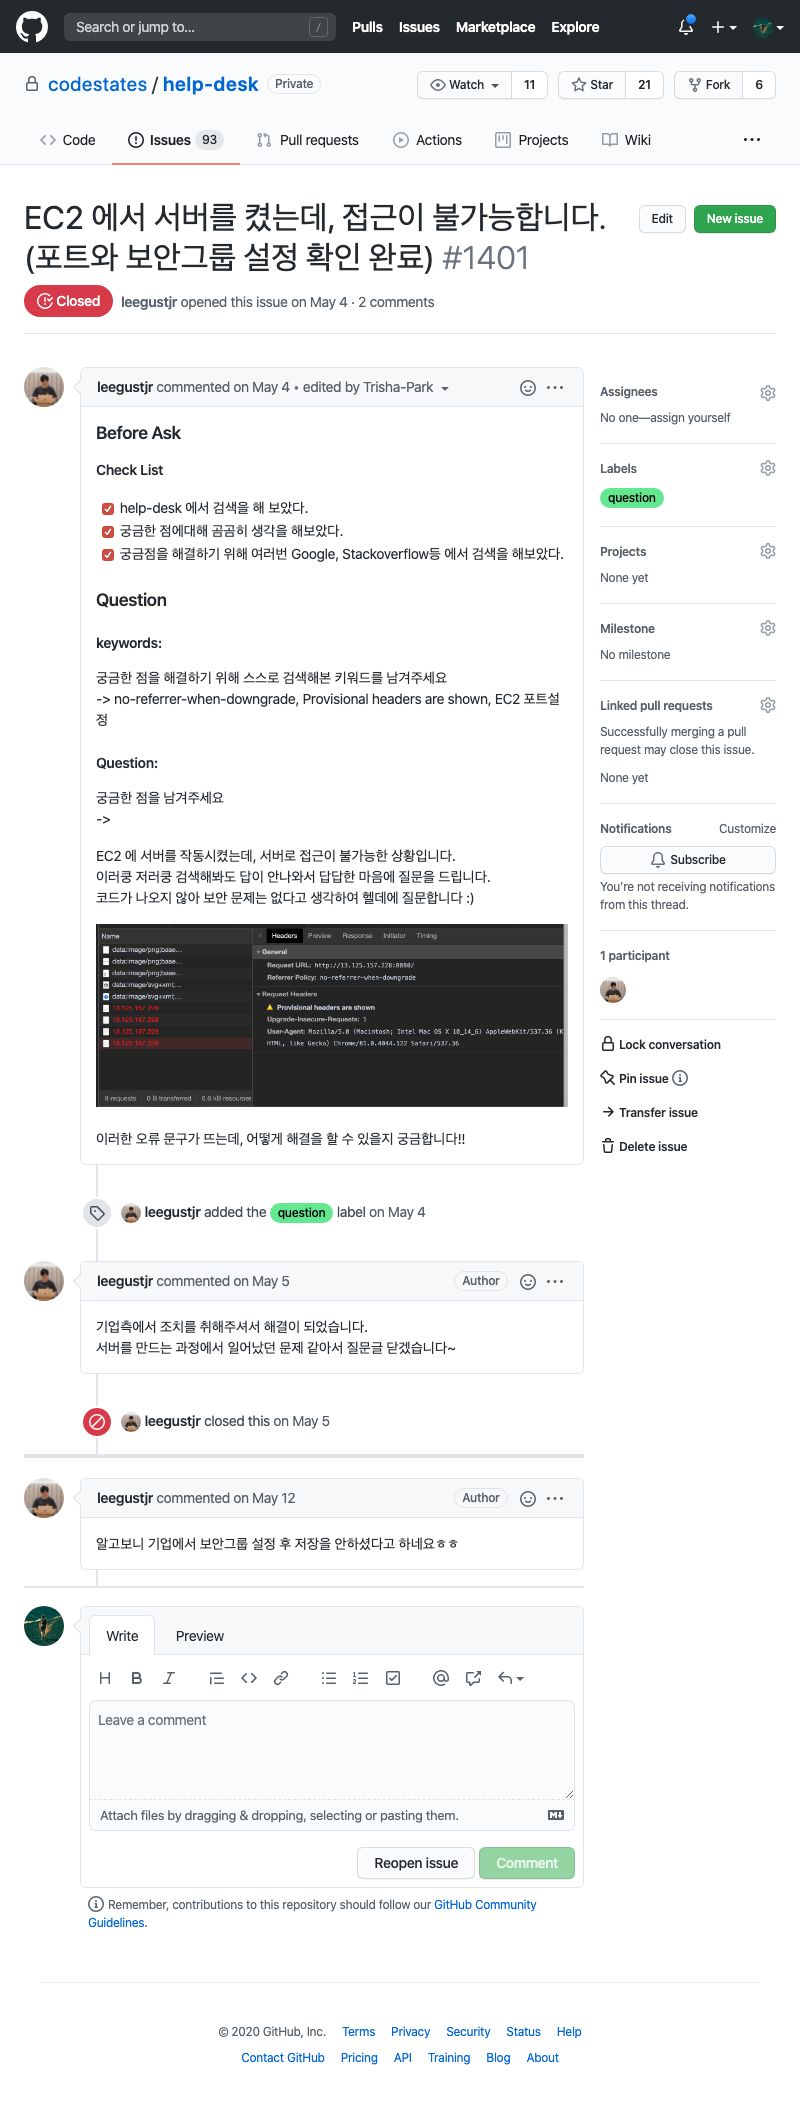 Search or jump to...
/
Pulls
Issues
Marketplace
Explore
codestates / help-desk
Private
Watch
11
Star
21
Fork
6
Code
Issues
93
Pull requests
Actions
Projects
Wiki
EC2 에서 서버를 켰는데, 접근이 불가능합니다.
(포트와 보안그룹 설정 확인 완료) #1401
Edit
New issue
Closed
leegustjr opened this issue on May 4 · 2 comments
leegustjr commented on May 4 • edited by Trisha-Park
Before Ask
Check List
help-desk 에서 검색을 해 보았다.
궁금한 점에대해 곰곰히 생각을 해보았다.
궁금점을 해결하기 위해 여러번 Google, Stackoverflow등 에서 검색을 해보았다.
Question
keywords:
궁금한 점을 해결하기 위해 스스로 검색해본 키워드를 남겨주세요
-> no-referrer-when-downgrade, Provisional headers are shown, EC2 포트설
정
Question:
궁금한 점을 남겨주세요
->
EC2 에 서버를 작동시켰는데, 서버로 접근이 불가능한 상황입니다.
이러쿵 저러쿵 검색해봐도 답이 안나와서 답답한 마음에 질문을 드립니다.
코드가 나오지 않아 보안 문제는 없다고 생각하여 헬데에 질문합니다 :)
Name
data:image/png;base...
data:image/png;base...
data:image/png;base...
data:image/svg+xml;...
data:image/svg+xml;...
13.125.157.228
13.125.157.228
13.125.157.228
13.125.157.228
9 requests
0 B transferred
6.6 kB resources
×
Headers
Preview
Response
Initiator
Timing
General
Request URL: http://13.125.157.228:8080/
Referrer Policy: no-referrer-when-downgrade
Request Headers
Provisional headers are shown
Upgrade-Insecure-Requests: 1
User-Agent: Mozilla/5.0 (Macintosh; Intel Mac OS X 10_14_6) AppleWebKit/537.36 (K
HTML, like Gecko) Chrome/81.0.4044.122 Safari/537.36
이러한 오류 문구가 뜨는데, 어떻게 해결을 할 수 있을지 궁금합니다!!
leegustjr added the question label on May 4
leegustjr commented on May 5
Author
기업측에서 조치를 취해주셔서 해결이 되었습니다.
서버를 만드는 과정에서 일어났던 문제 같아서 질문글 닫겠습니다~
leegustjr closed this on May 5
leegustjr commented on May 12
Author
알고보니 기업에서 보안그룹 설정 후 저장을 안하셨다고 하네요ㅎㅎ
Write
Preview
Leave a comment
Attach files by dragging & dropping, selecting or pasting them.
Reopen issue
Comment
Remember, contributions to this repository should follow our GitHub Community
Guidelines.
Assignees
No one—assign yourself
Labels
question
Projects
None yet
Milestone
No milestone
Linked pull requests
Successfully merging a pull
request may close this issue.
None yet
Notifications
Customize
Subscribe
You're not receiving notifications
from this thread.
1 participant
Lock conversation
Pin issue
Transfer issue
Delete issue
© 2020 GitHub, Inc.
Terms
Privacy
Security
Status
Help
Contact GitHub
Pricing
API
Training
Blog
About